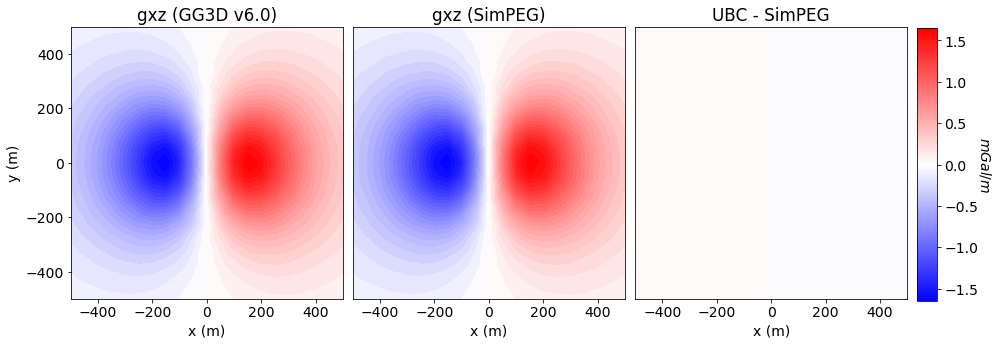 gxz (GG3D v6.0)
gxz (SimPEG)
UBC - SimPEG
y (m)
400
200
0
−200
−400
−400 −200 0 200 400
−400 −200 0 200 400
−400 −200 0 200 400
x (m)
x (m)
x (m)
1.5
1.0
0.5
0.0
−0.5
−1.0
−1.5
mGal/m